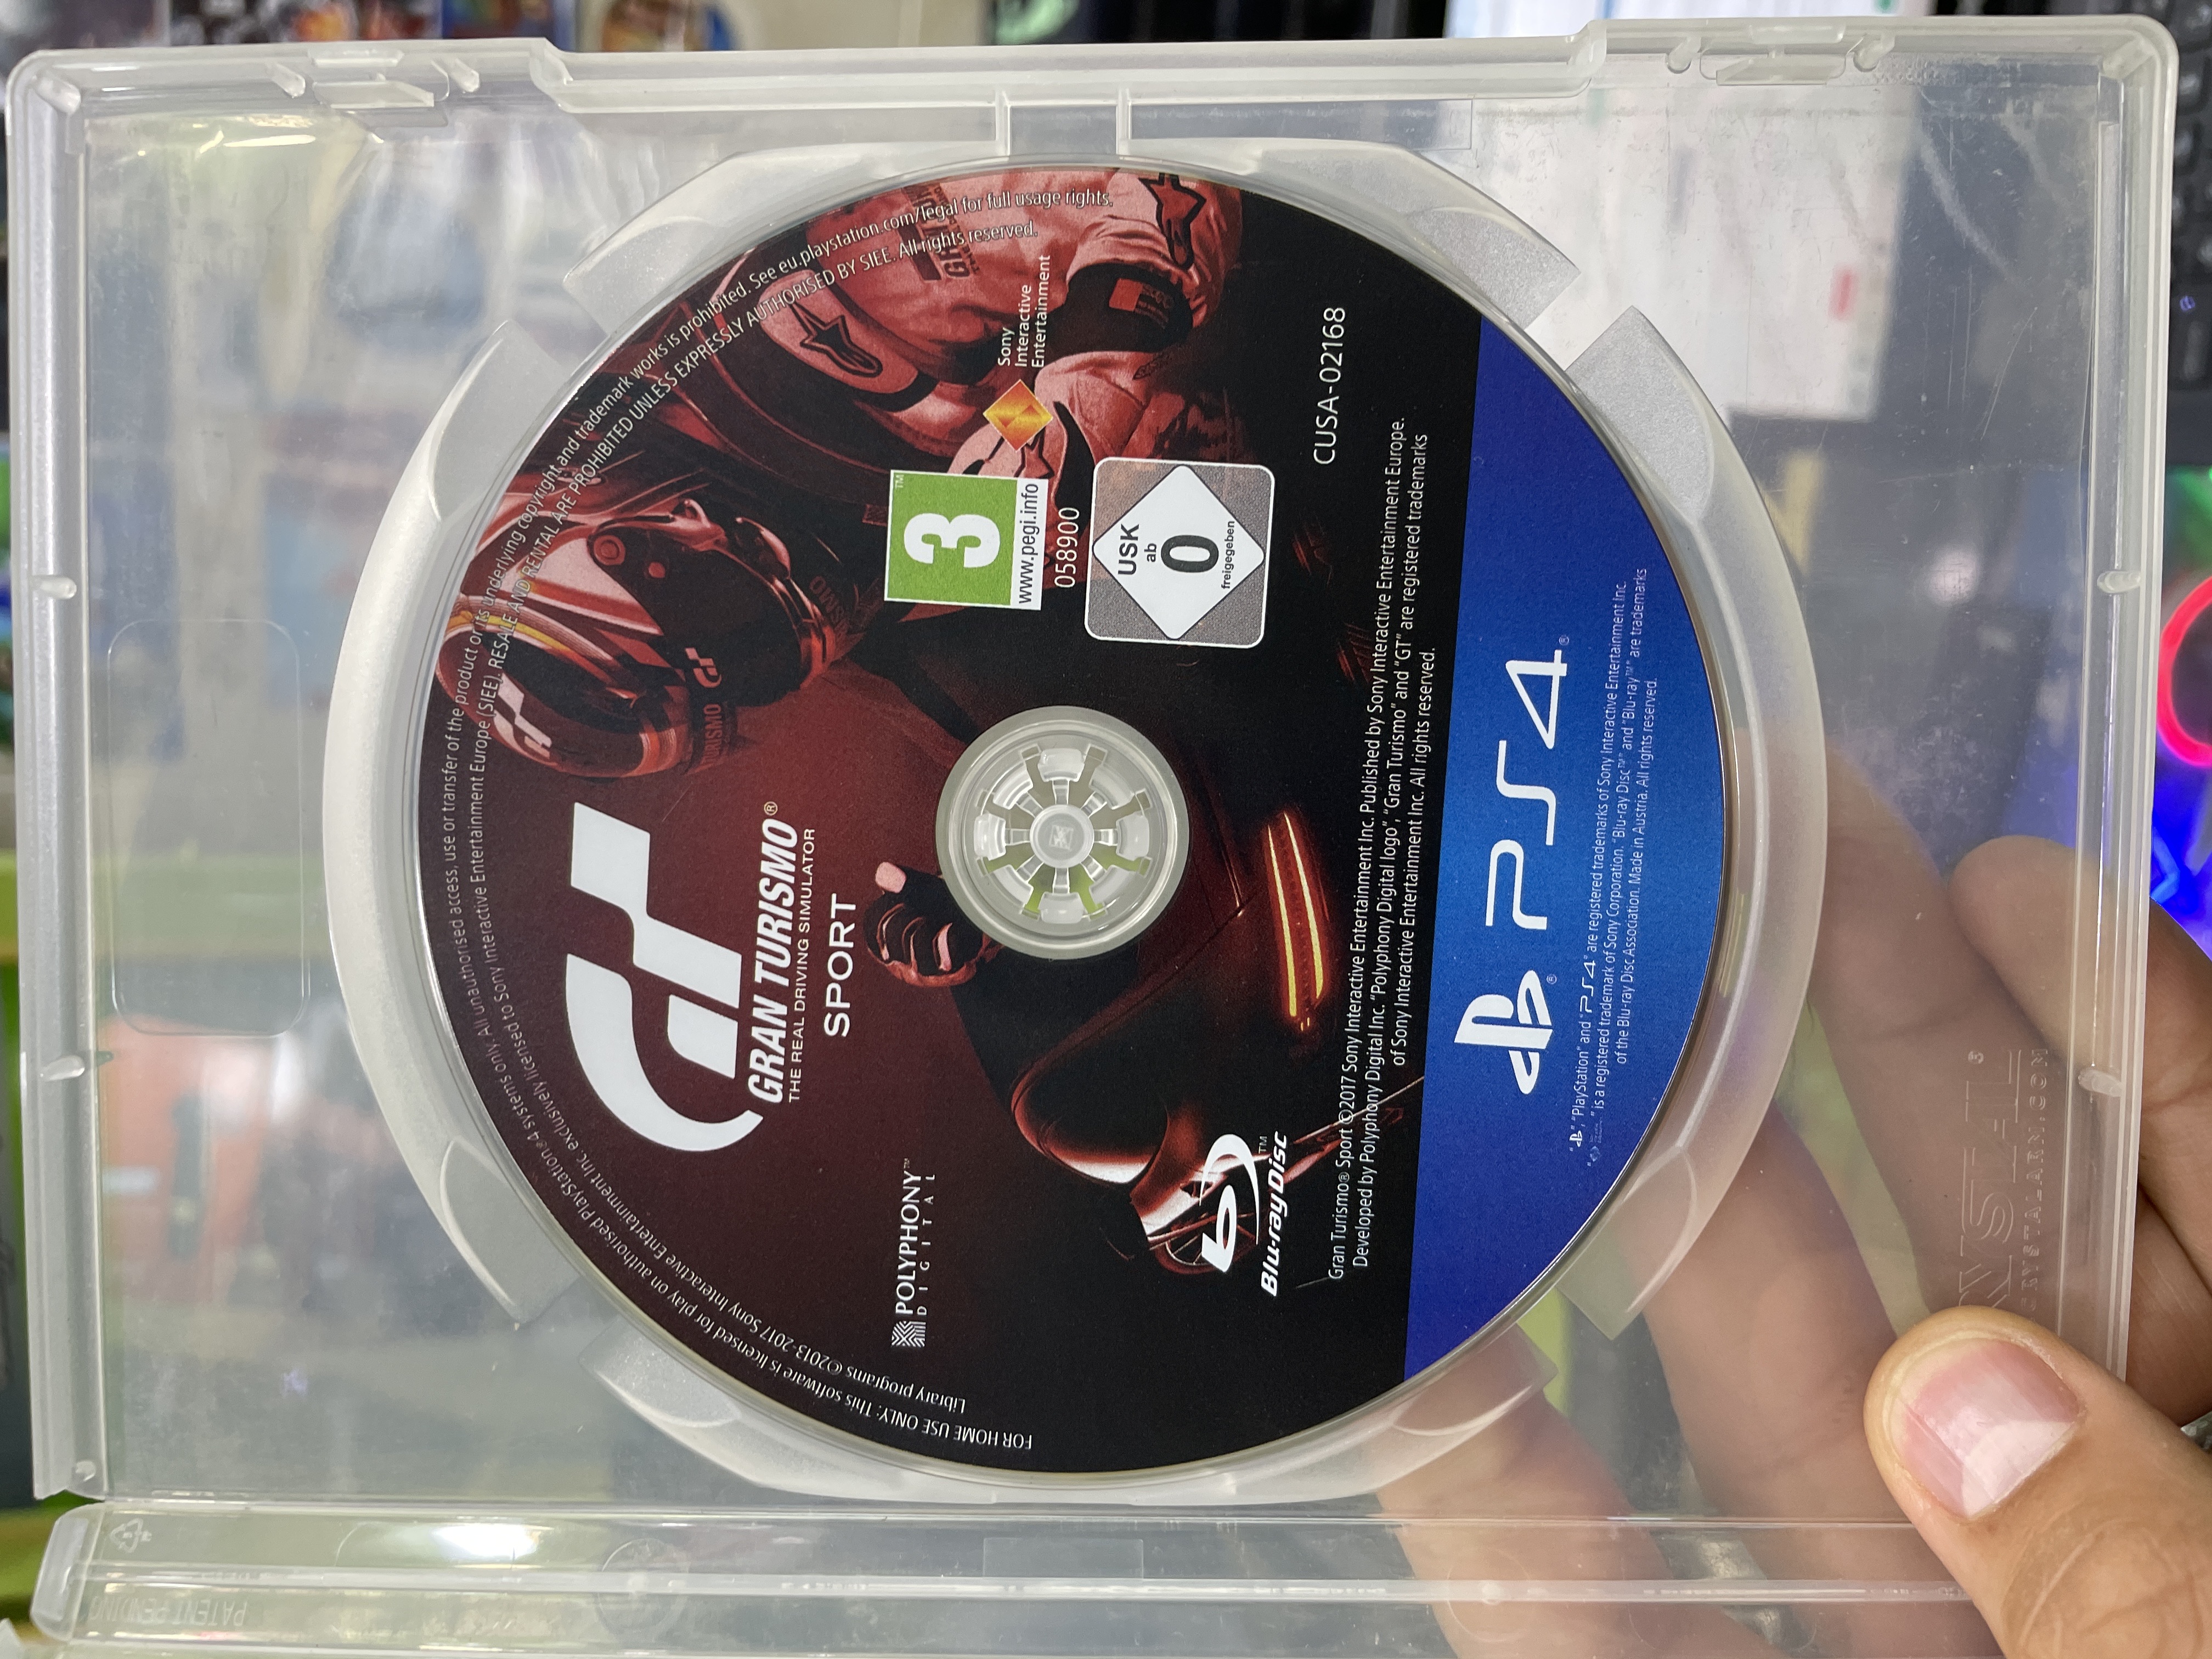 FOR HOME USE ONLY: This software is licensed for play on authorised PlayStation®4 systems only. All unauthorised access, use or transfer of the product or its underlying copyright and trademark works is prohibited. See eu.playstation.com/legal for full usage rights.
Library programs ©2013-2017 Sony Interactive Entertainment Inc. exclusively licensed to Sony Interactive Entertainment Europe (SIEE). RESALE AND RENTAL ARE PROHIBITED UNLESS EXPRESSLY AUTHORISED BY SIEE. All rights reserved.
GRAN TURISMO®
THE REAL DRIVING SIMULATOR
SPORT
POLYPHONY™
DIGITAL
Sony
Interactive
Entertainment
3™
www.pegi.info
058900
USK
ab
0
freigegeben
CUSA-02168
Blu-ray Disc™
Gran Turismo® Sport ©2017 Sony Interactive Entertainment Inc. Published by Sony Interactive Entertainment Europe.
Developed by Polyphony Digital Inc. "Polyphony Digital logo", "Gran Turismo" and "GT" are registered trademarks
of Sony Interactive Entertainment Inc. All rights reserved.
PS4®
"PlayStation" and "PS4" are registered trademarks of Sony Interactive Entertainment Inc.
is a registered trademark of Sony Corporation. "Blu-ray Disc™" and "Blu-ray™" are trademarks
of the Blu-ray Disc Association. Made in Austria. All rights reserved.
TURISMO
PATENT PENDING